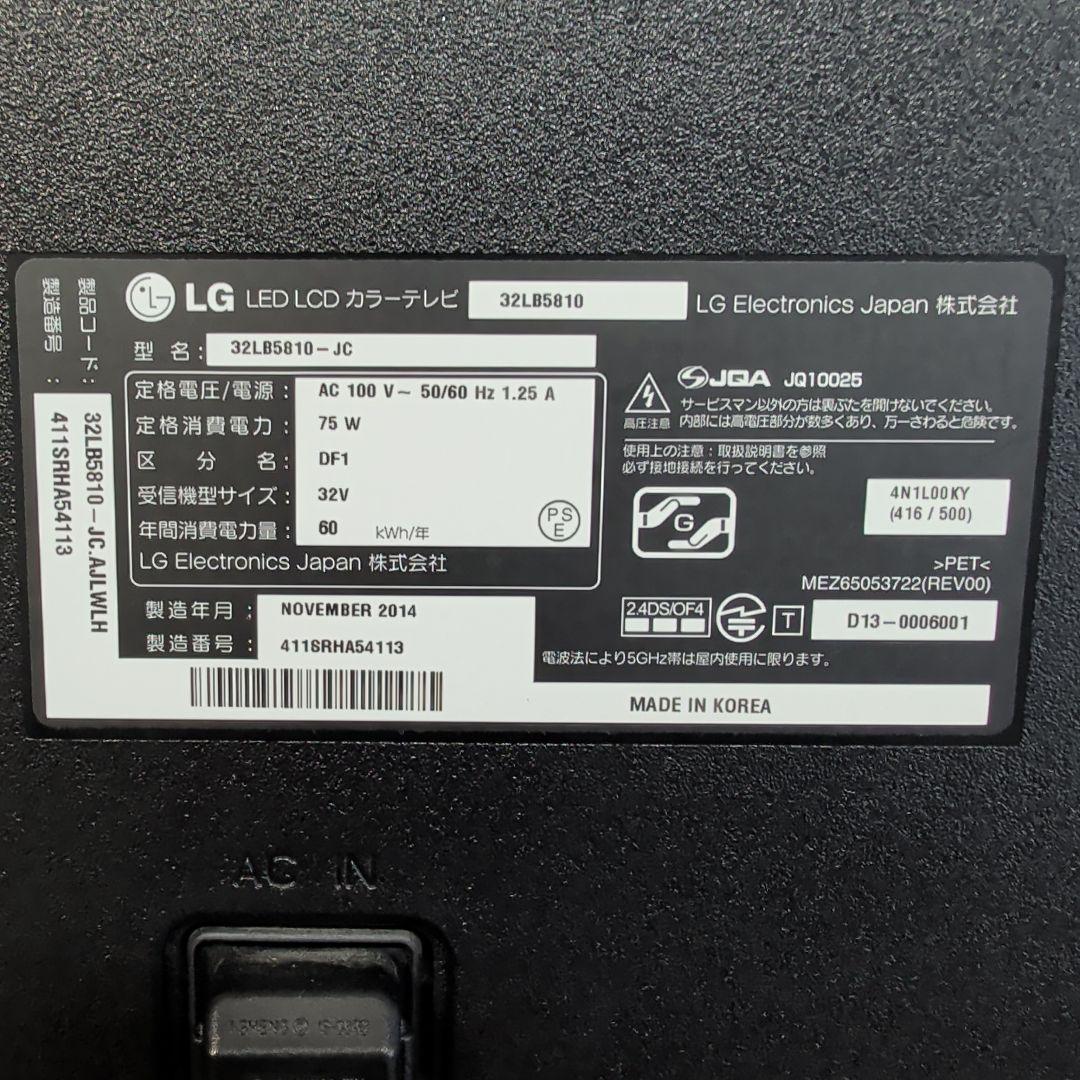 製品コード:
製造番号 :
32LB5810-JC.AJLWLH
411SRHA54113
LG LED LCD カラーテレビ 32LB5810 LG Electronics Japan 株式会社
型 名: 32LB5810-JC
定格電圧/電源: AC 100 V~ 50/60 Hz 1.25 A
定格消費電力: 75 W
区 分 名: DF1
受信機型サイズ: 32V
年間消費電力量: 60 kWh/年
PS
E
LG Electronics Japan 株式会社
製造年月: NOVEMBER 2014
製造番号: 411SRHA54113
高圧注意
JQA JQ10025
サービスマン以外の方は裏ぶたを開けないでください。
内部には高電圧部分が数多くあり、万一さわると危険です。
使用上の注意:取扱説明書を参照
必ず接地接続を行ってください。
G
4N1L00KY
(416 / 500)
>PET<
MEZ65053722(REV00)
2.4DS/OF4
T D13-0006001
電波法により5GHz帯は屋内使用に限ります。
MADE IN KOREA
AC IN